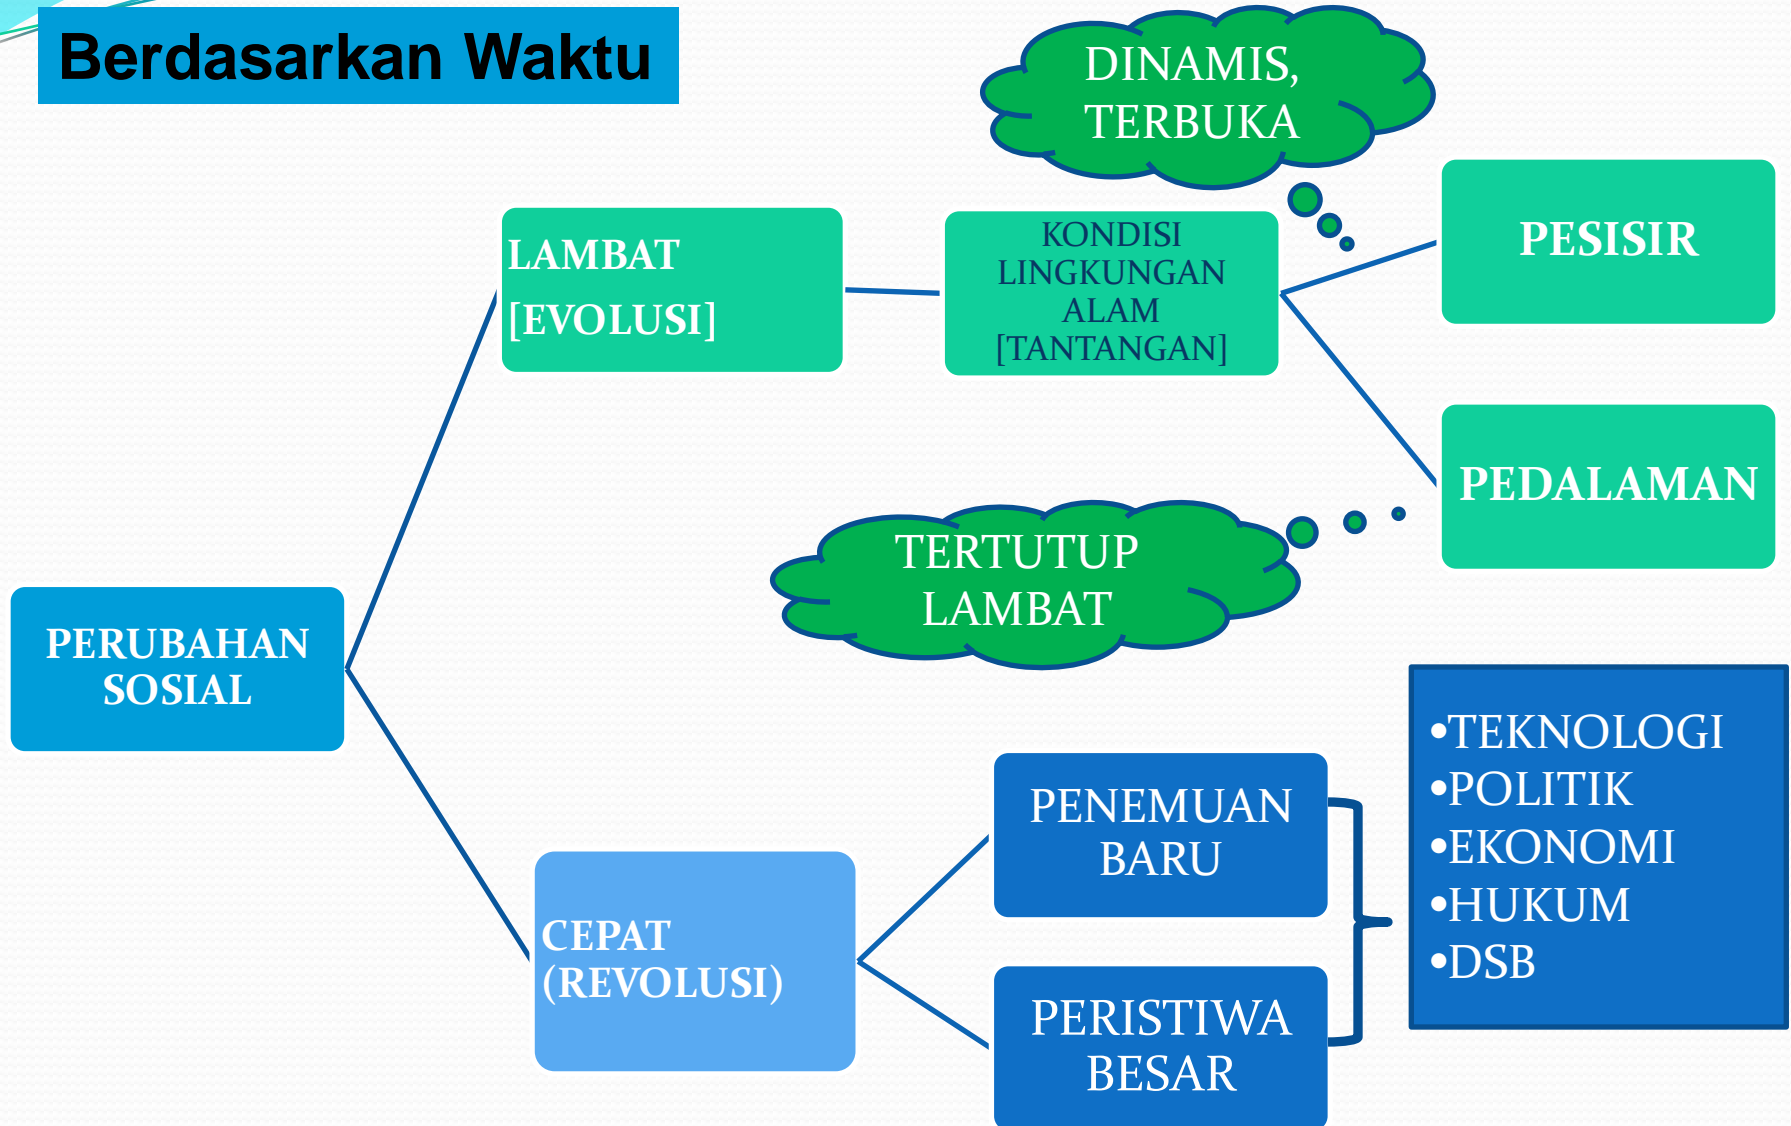 Berdasarkan Waktu
DINAMIS,
TERBUKA
LAMBAT
[EVOLUSI]
KONDISI
LINGKUNGAN
ALAM
[TANTANGAN]
PESISIR
PEDALAMAN
TERTUTUP
LAMBAT
PERUBAHAN
SOSIAL
CEPAT
(REVOLUSI)
PENEMUAN
BARU
PERISTIWA
BESAR
•TEKNOLOGI
•POLITIK
•EKONOMI
•HUKUM
•DSB